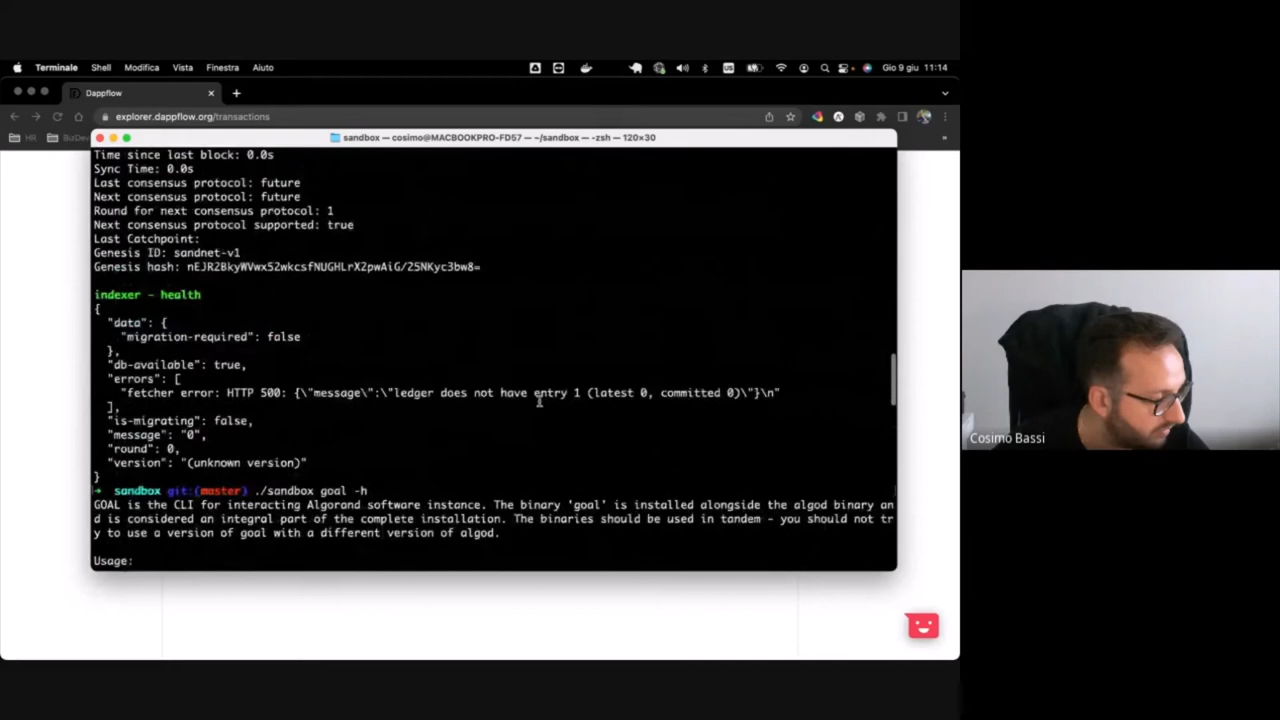 Terminale Shell Modifica Vista Finestra Aiuto US Gio 9 giu 11:14
Dappflow
explorer.dappflow.org/transactions
HR BizDev
sandbox — cosimo@MACBOOKPRO-FD57 — ~/sandbox — -zsh — 120×30
Time since last block: 0.0s
Sync Time: 0.0s
Last consensus protocol: future
Next consensus protocol: future
Round for next consensus protocol: 1
Next consensus protocol supported: true
Last Catchpoint:
Genesis ID: sandnet-v1
Genesis hash: nEJR2BkyWVwx52wkcsfNUGHLrX2pwAiG/25NKyc3bw8=
indexer - health
{
"data": {
"migration-required": false
},
"db-available": true,
"errors": [
"fetcher error: HTTP 500: {\"message\":\"ledger does not have entry 1 (latest 0, committed 0)\"}\n"
],
"is-migrating": false,
"message": "0",
"round": 0,
"version": "(unknown version)"
}
→ sandbox git:(master) ./sandbox goal -h
GOAL is the CLI for interacting Algorand software instance. The binary 'goal' is installed alongside the algod binary an
d is considered an integral part of the complete installation. The binaries should be used in tandem - you should not tr
y to use a version of goal with a different version of algod.
Usage:
Cosimo Bassi